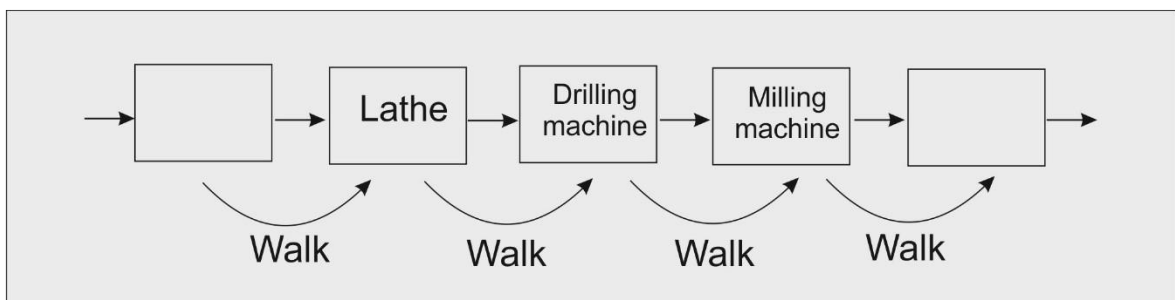 Lathe
Drilling
machine
Milling
machine
Walk
Walk
Walk
Walk